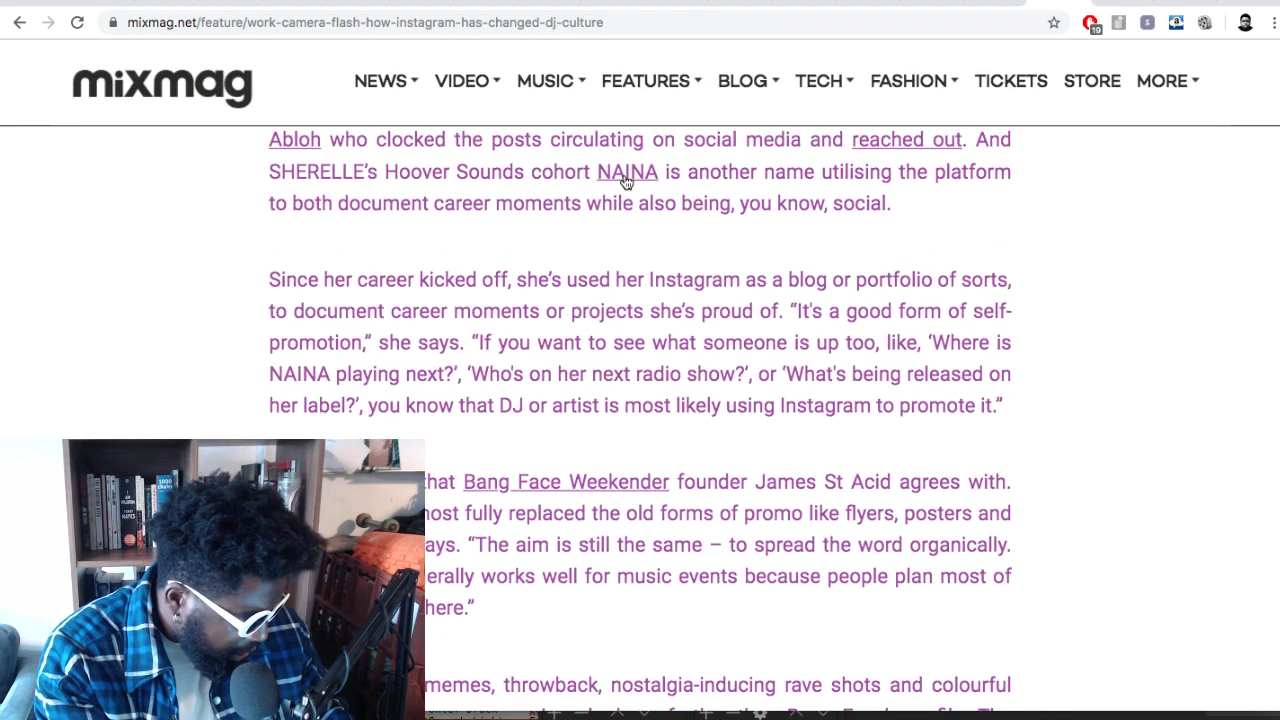 mixmag.net/feature/work-camera-flash-how-instagram-has-changed-dj-culture
19
mixmag NEWS VIDEO MUSIC FEATURES BLOG TECH FASHION TICKETS STORE MORE
Abloh who clocked the posts circulating on social media and reached out. And
SHERELLE’s Hoover Sounds cohort NAINA is another name utilising the platform
to both document career moments while also being, you know, social.
Since her career kicked off, she’s used her Instagram as a blog or portfolio of sorts,
to document career moments or projects she’s proud of. “It's a good form of self-
promotion,” she says. “If you want to see what someone is up too, like, ‘Where is
NAINA playing next?’, ‘Who's on her next radio show?’, or ‘What's being released on
her label?’, you know that DJ or artist is most likely using Instagram to promote it.”
that Bang Face Weekender founder James St Acid agrees with.
most fully replaced the old forms of promo like flyers, posters and
ays. “The aim is still the same – to spread the word organically.
erally works well for music events because people plan most of
here.”
memes, throwback, nostalgia-inducing rave shots and colourful